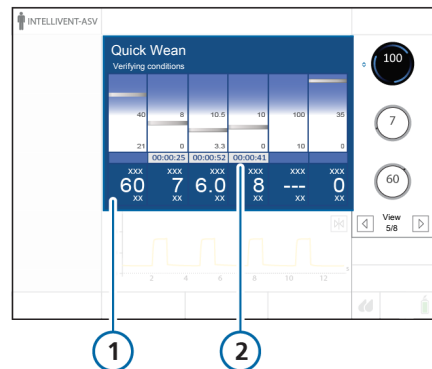 INTELLIVENT-ASV
Quick Wean
Verifying conditions
40 8 10.5 10 100 35
21 0 3.3 0 10 0
00:00:25 00:00:52 00:00:41
xxx xxx xxx xxx xxx xxx
60 7 6.0 8 --- 0
xx xx xx xx xx xx
100
7
60
View
5/8
2 4 6 8 10 12
1 2